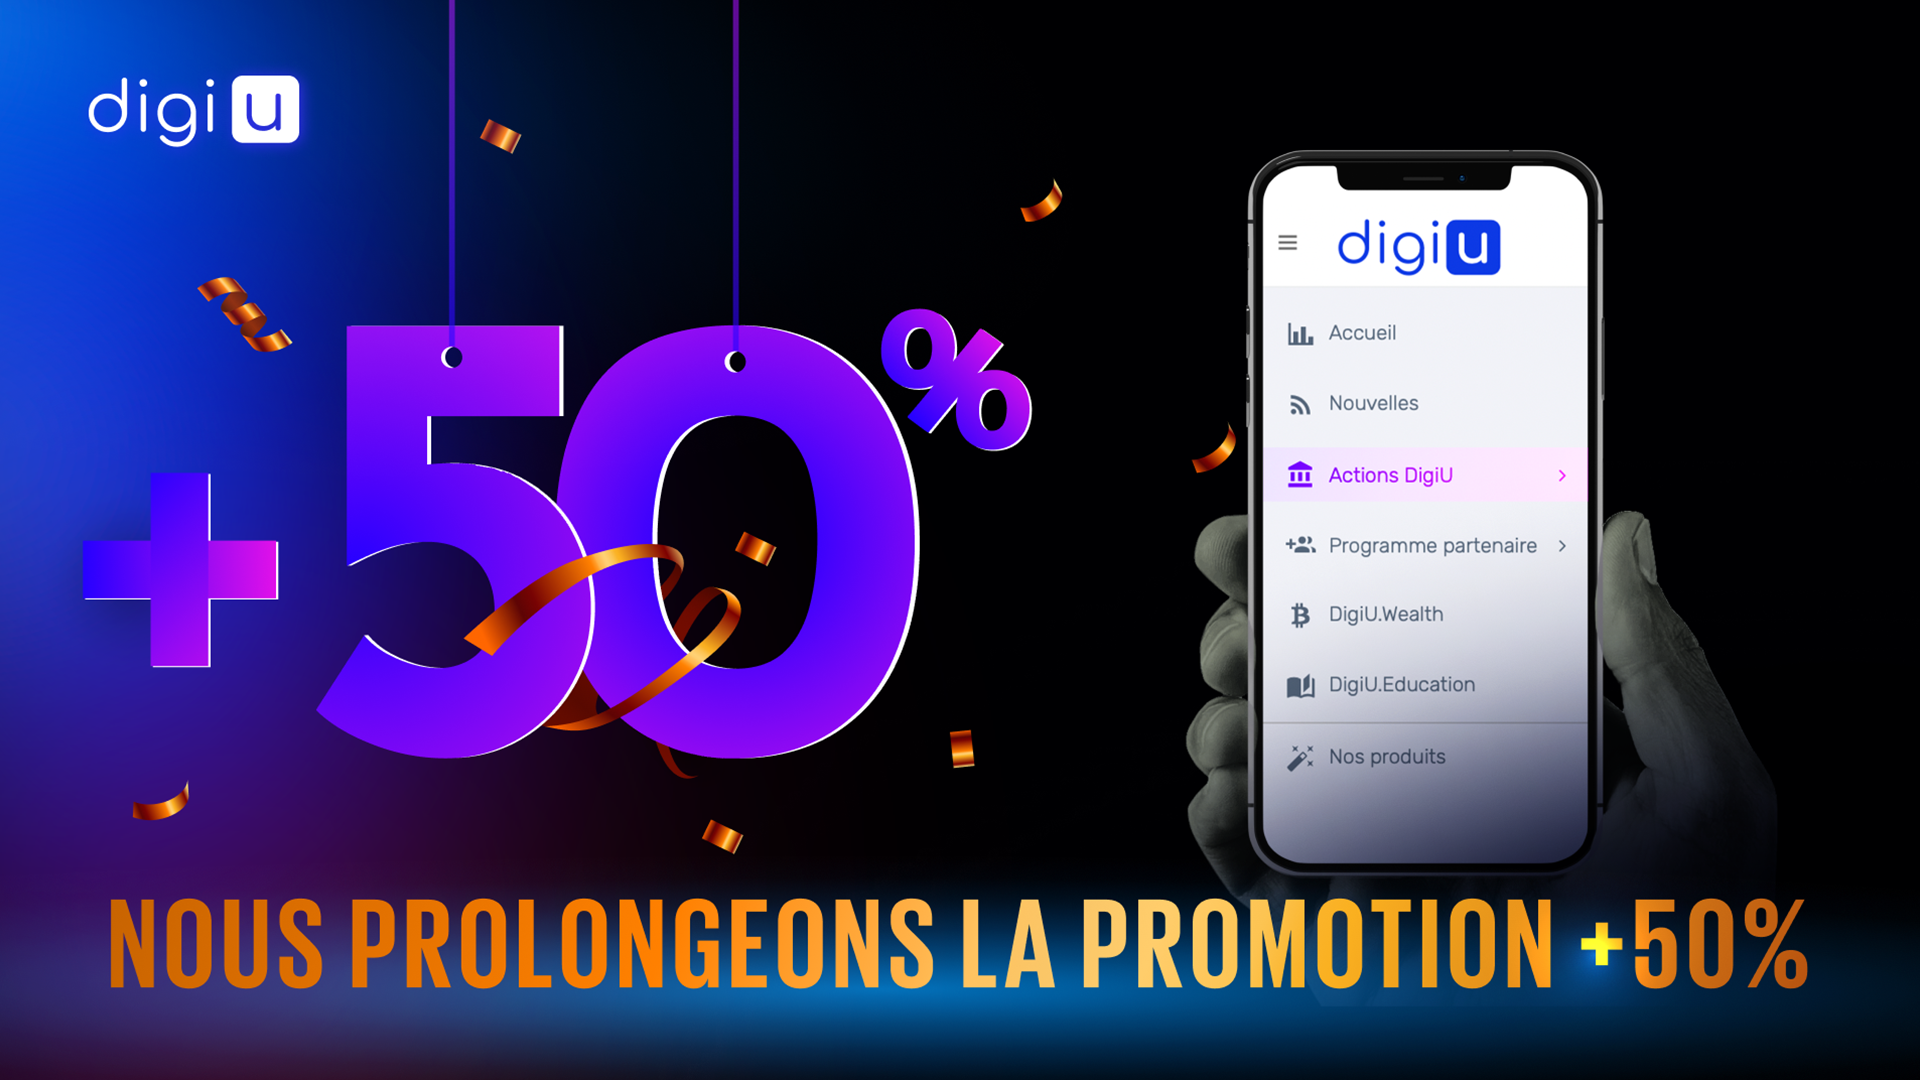 digi u
+50%
digi u
Accueil
Nouvelles
Actions DigiU
Programme partenaire
DigiU.Wealth
DigiU.Education
Nos produits
NOUS PROLONGEONS LA PROMOTION +50%